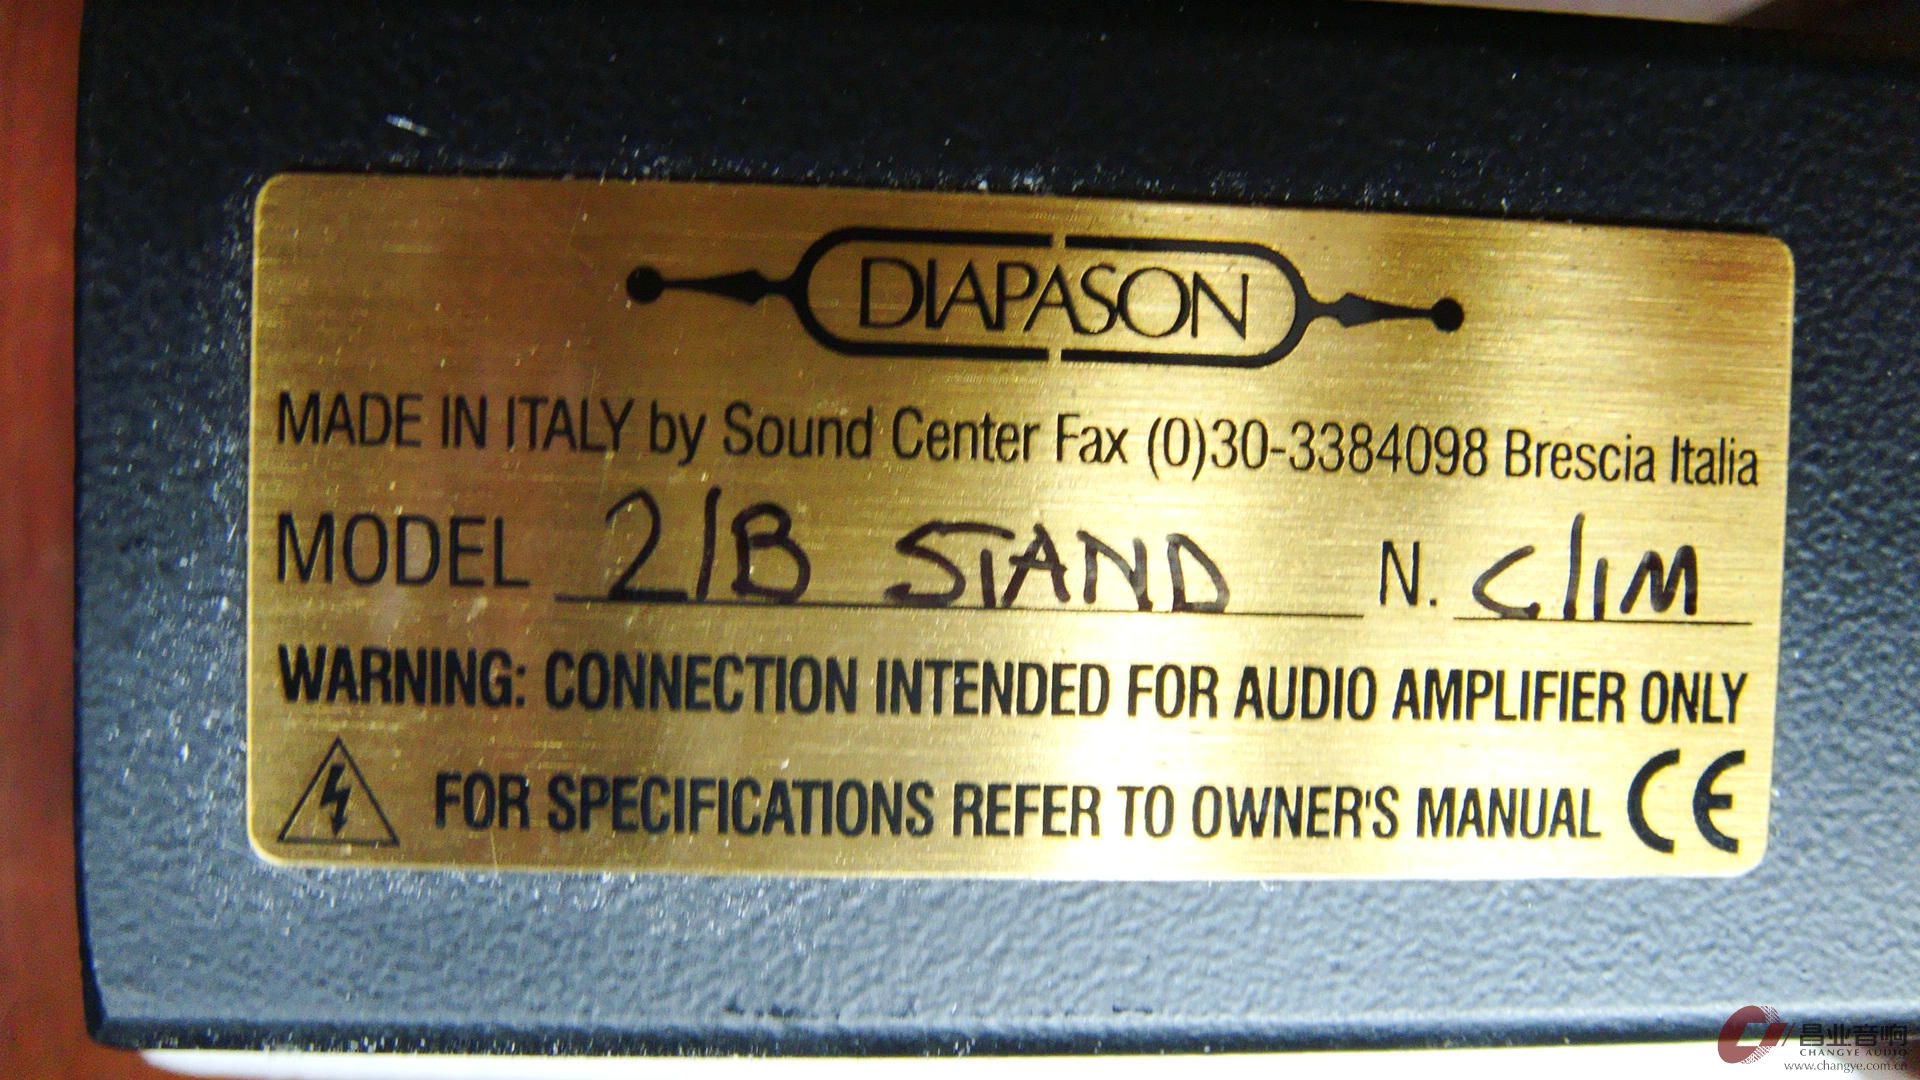 DIAPASON
MADE IN ITALY by Sound Center Fax (0)30-3384098 Brescia Italia
MODEL 2/B STAND N. C/1M
WARNING: CONNECTION INTENDED FOR AUDIO AMPLIFIER ONLY
FOR SPECIFICATIONS REFER TO OWNER'S MANUAL CE
昌业音响
CHANGYE AUDIO
www.changye.com.cn